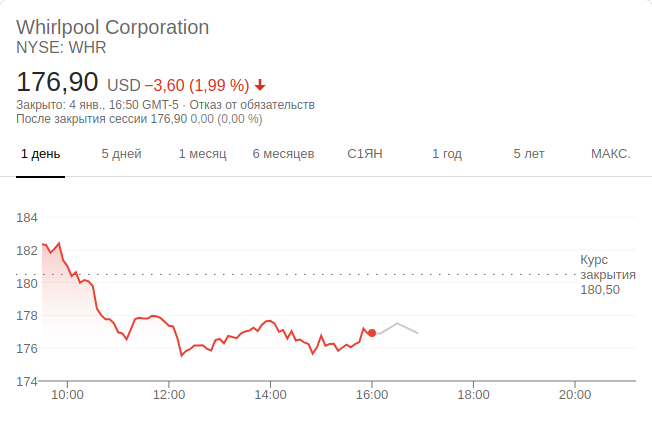 Whirlpool Corporation
NYSE: WHR
176,90 USD −3,60 (1,99 %)
Закрыто: 4 янв., 16:50 GMT-5 · Отказ от обязательств
После закрытия сессии 176,90 0,00 (0,00 %)
1 день 5 дней 1 месяц 6 месяцев С1ЯН 1 год 5 лет МАКС.
184
182
180
178
176
174
Курс
закрытия
180,50
10:00 12:00 14:00 16:00 18:00 20:00